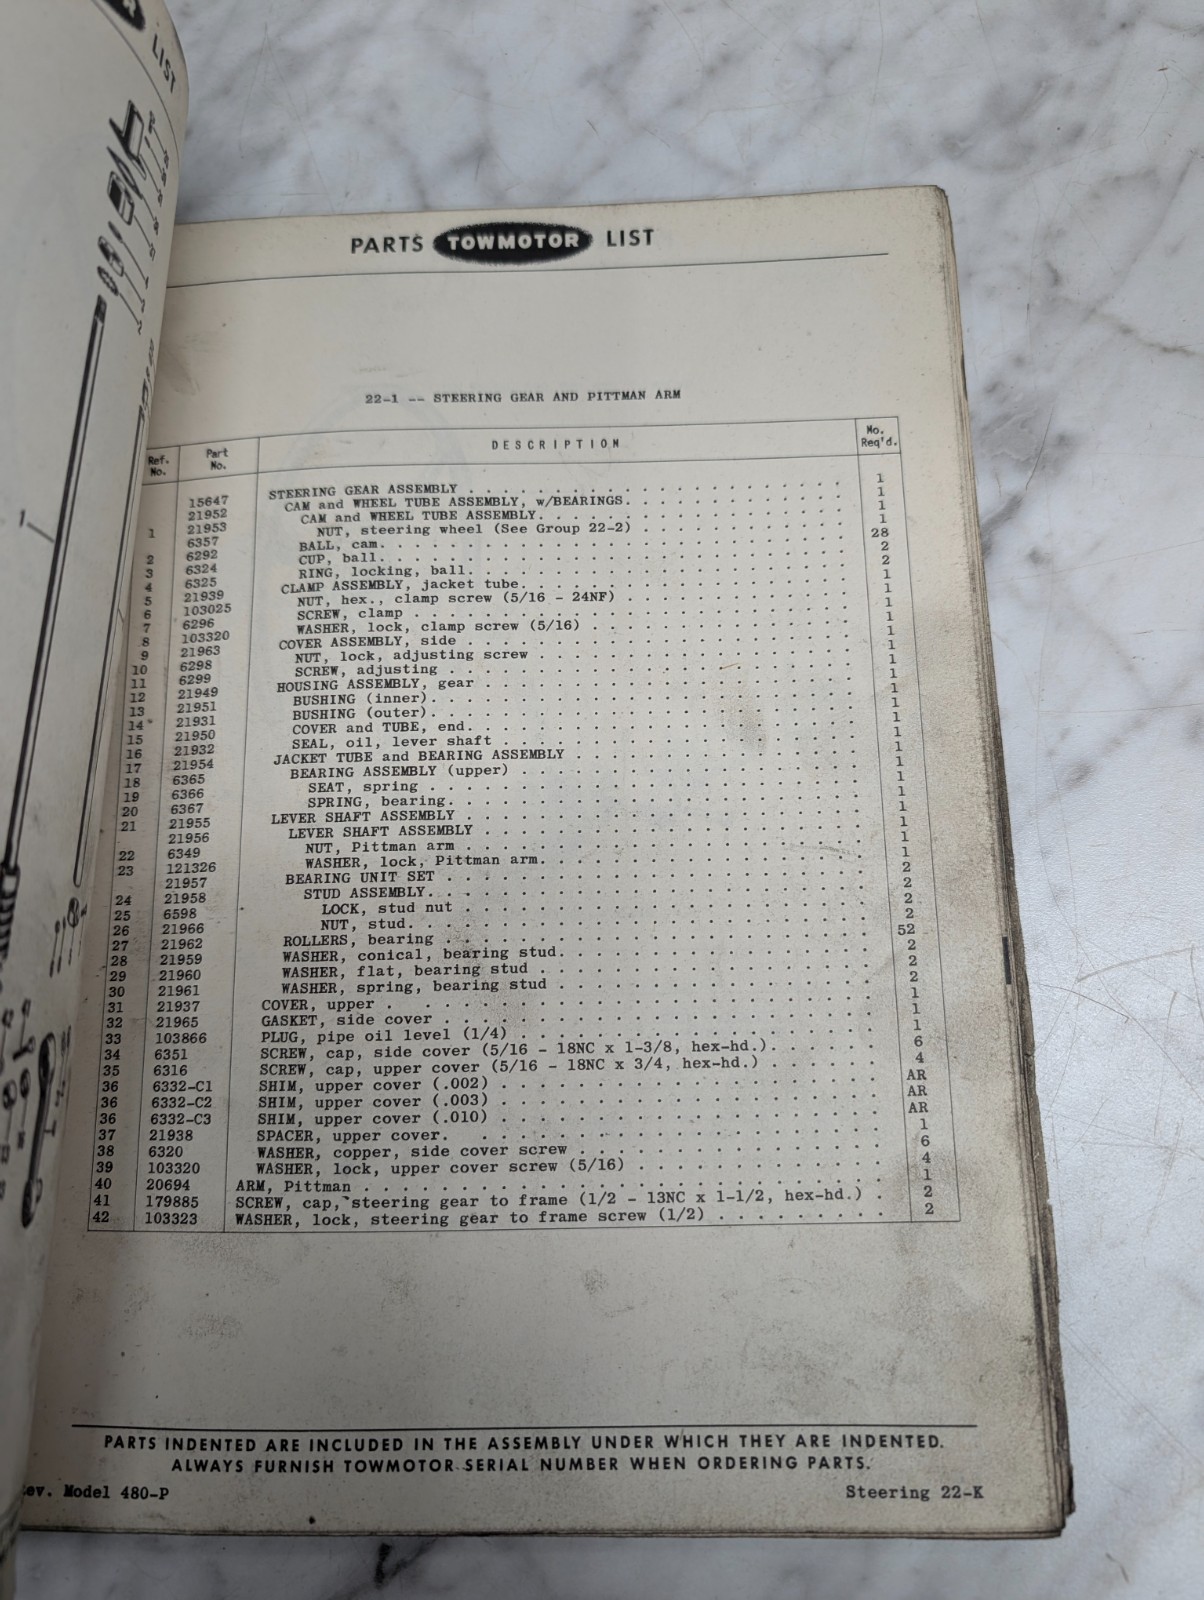 LIST
1
PARTS TOWMOTOR LIST
22-1 -- STEERING GEAR AND PITTMAN ARM
Ref. No. Part No. DESCRIPTION No. Req'd.
15647 STEERING GEAR ASSEMBLY 1
21952 CAM and WHEEL TUBE ASSEMBLY, w/BEARINGS. 1
1 21953 CAM and WHEEL TUBE ASSEMBLY. 1
6357 NUT, steering wheel (See Group 22-2) 1
2 6292 BALL, cam. 28
3 6324 CUP, ball. 2
4 6325 RING, locking, ball. 2
5 21939 CLAMP ASSEMBLY, jacket tube. 1
6 103025 NUT, hex., clamp screw (5/16 - 24NF) 1
7 6296 SCREW, clamp 1
8 103320 WASHER, lock, clamp screw (5/16) 1
9 21963 COVER ASSEMBLY, side 1
10 6298 NUT, lock, adjusting screw 1
11 6299 SCREW, adjusting 1
12 21949 HOUSING ASSEMBLY, gear 1
13 21951 BUSHING (inner). 1
14 21931 BUSHING (outer). 1
15 21950 COVER and TUBE, end. 1
16 21932 SEAL, oil, lever shaft 1
17 21954 JACKET TUBE and BEARING ASSEMBLY 1
18 6365 BEARING ASSEMBLY (upper) 1
19 6366 SEAT, spring 1
20 6367 SPRING, bearing. 1
21 21955 LEVER SHAFT ASSEMBLY 1
21956 LEVER SHAFT ASSEMBLY 1
22 6349 NUT, Pittman arm 1
23 121326 WASHER, lock, Pittman arm. 1
21957 BEARING UNIT SET 2
24 21958 STUD ASSEMBLY. 2
25 6598 LOCK, stud nut 2
26 21966 NUT, stud. 2
27 21962 ROLLERS, bearing 52
28 21959 WASHER, conical, bearing stud. 2
29 21960 WASHER, flat, bearing stud 2
30 21961 WASHER, spring, bearing stud 2
31 21937 COVER, upper 1
32 21965 GASKET, side cover 1
33 103866 PLUG, pipe oil level (1/4) 1
34 6351 SCREW, cap, side cover (5/16 - 18NC x 1-3/8, hex-hd.). 6
35 6316 SCREW, cap, upper cover (5/16 - 18NC x 3/4, hex-hd.) 4
36 6332-C1 SHIM, upper cover (.002) AR
36 6332-C2 SHIM, upper cover (.003) AR
36 6332-C3 SHIM, upper cover (.010) AR
37 21938 SPACER, upper cover. 1
38 6320 WASHER, copper, side cover screw 6
39 103320 WASHER, lock, upper cover screw (5/16) 4
40 20694 ARM, Pittman 1
41 179885 SCREW, cap, steering gear to frame (1/2 - 13NC x 1-1/2, hex-hd.) 2
42 103323 WASHER, lock, steering gear to frame screw (1/2) 2
PARTS INDENTED ARE INCLUDED IN THE ASSEMBLY UNDER WHICH THEY ARE INDENTED.
ALWAYS FURNISH TOWMOTOR SERIAL NUMBER WHEN ORDERING PARTS.
ev. Model 480-P Steering 22-K